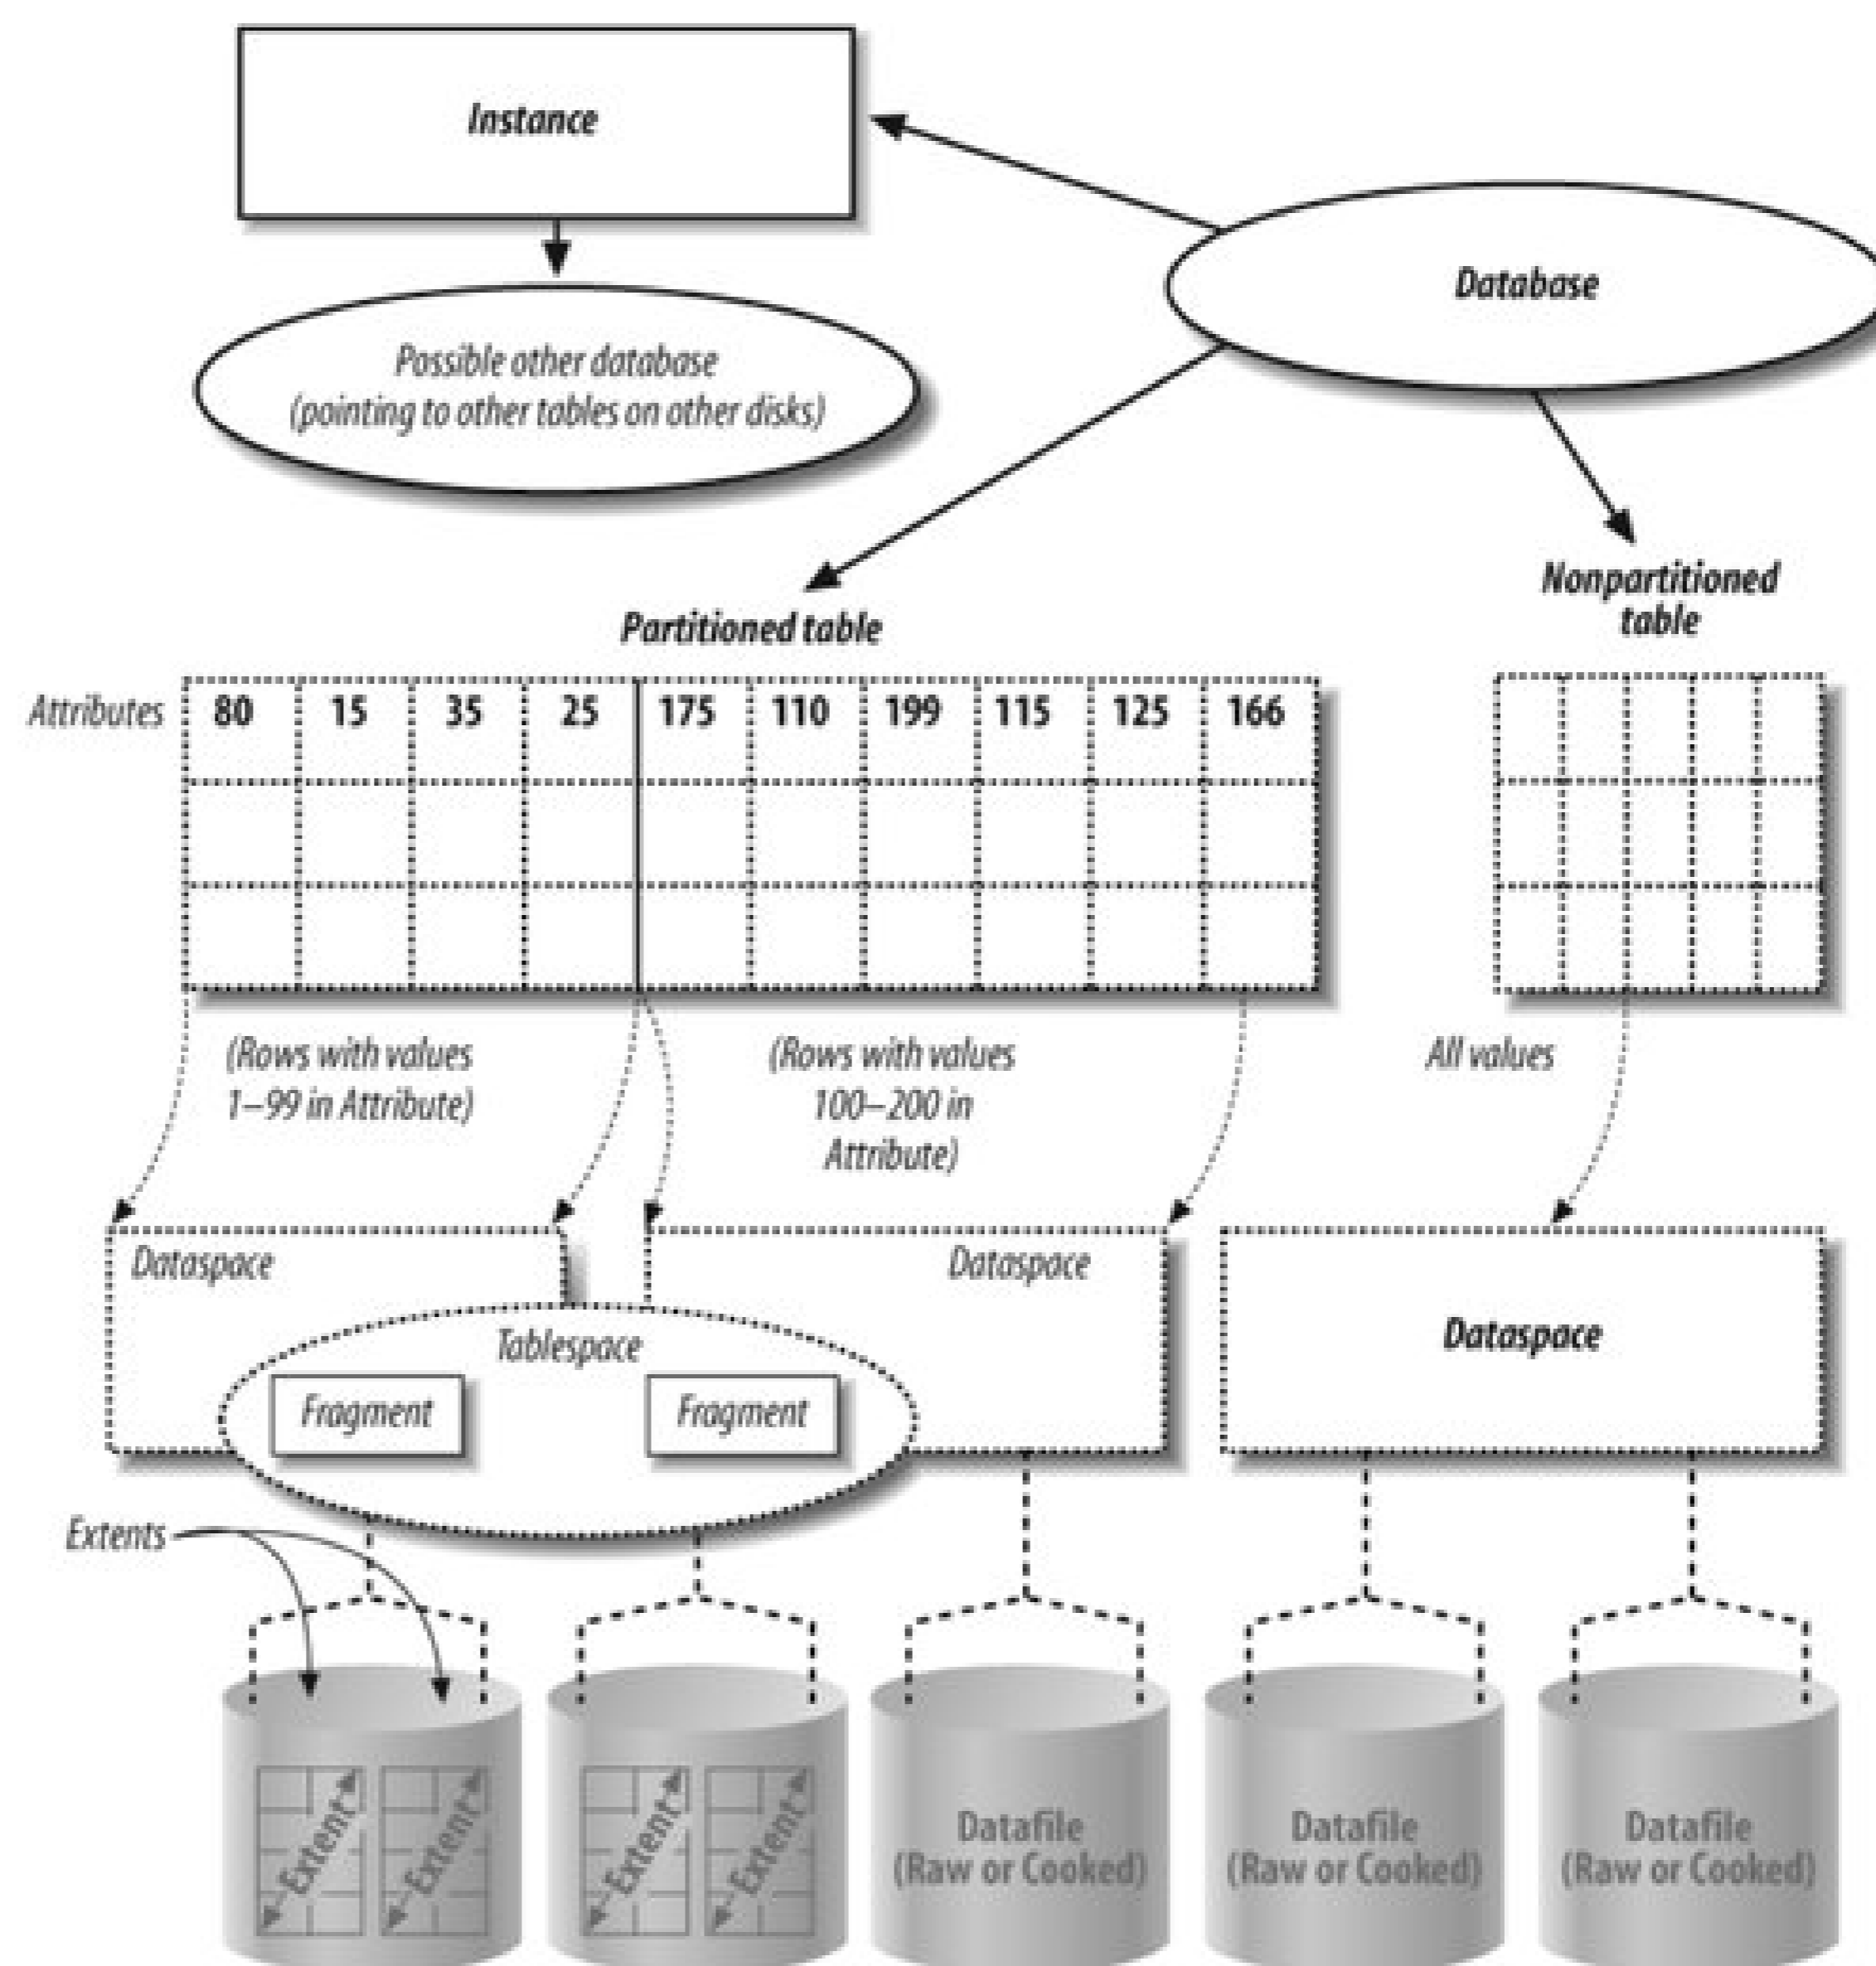 Instance
Database
Possible other database
(pointing to other tables on other disks)
Partitioned table
Nonpartitioned
table
Attributes 80 15 35 25 175 110 199 115 125 166
(Rows with values
1–99 in Attribute)
(Rows with values
100–200 in
Attribute)
All values
Dataspace
Dataspace
Dataspace
Tablespace
Fragment
Fragment
Extents
Extent
Extent
Extent
Extent
Datafile
(Raw or Cooked)
Datafile
(Raw or Cooked)
Datafile
(Raw or Cooked)